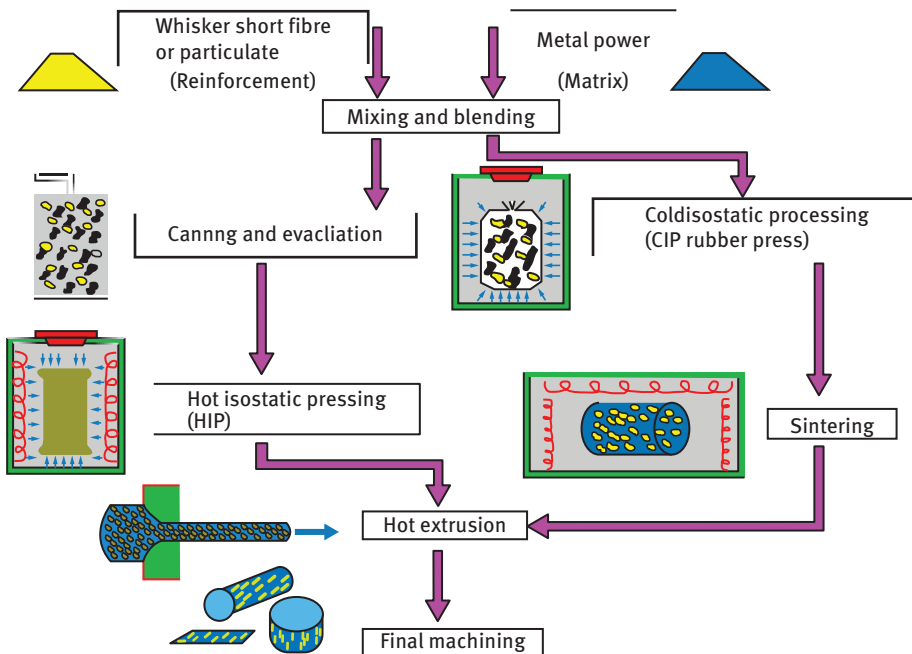 Whisker short fibre
or particulate
(Reinforcement)
Metal power
(Matrix)
Mixing and blending
Cannng and evacliation
Coldisostatic processing
(CIP rubber press)
Hot isostatic pressing
(HIP)
Sintering
Hot extrusion
Final machining